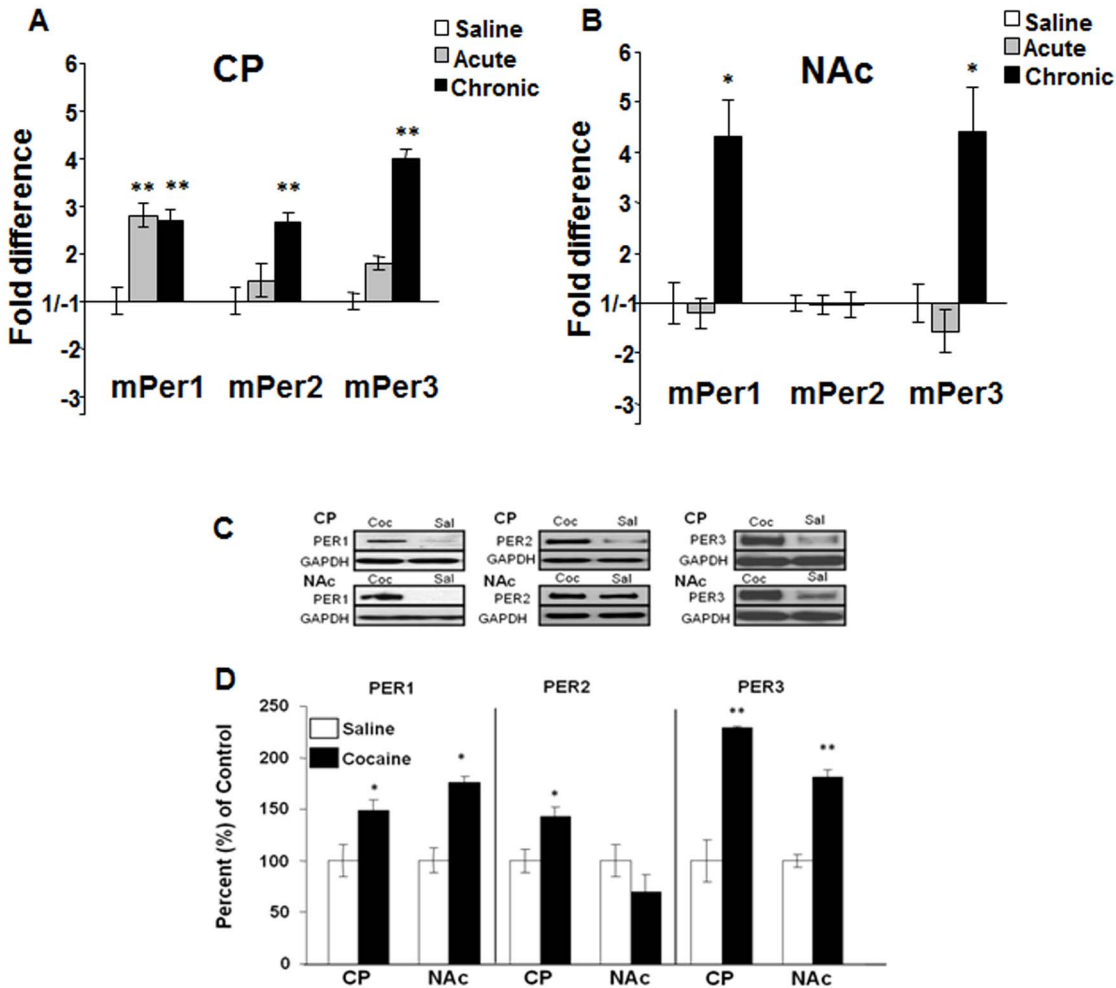 A
CP
Saline
Acute
Chronic
Fold difference
6
5
4
3
2
1/-1
-2
-3
** ** ** **
mPer1 mPer2 mPer3
B
NAc
Saline
Acute
Chronic
Fold difference
6
5
4
3
2
1/-1
-2
-3
* *
mPer1 mPer2 mPer3
C
CP Coc Sal
PER1
GAPDH
NAc Coc Sal
PER1
GAPDH
CP Coc Sal
PER2
GAPDH
NAc Coc Sal
PER2
GAPDH
CP Coc Sal
PER3
GAPDH
NAc Coc Sal
PER3
GAPDH
D
PER1 PER2 PER3
Saline
Cocaine
Percent (%) of Control
250
200
150
100
50
0
* * * ** **
CP NAc CP NAc CP NAc